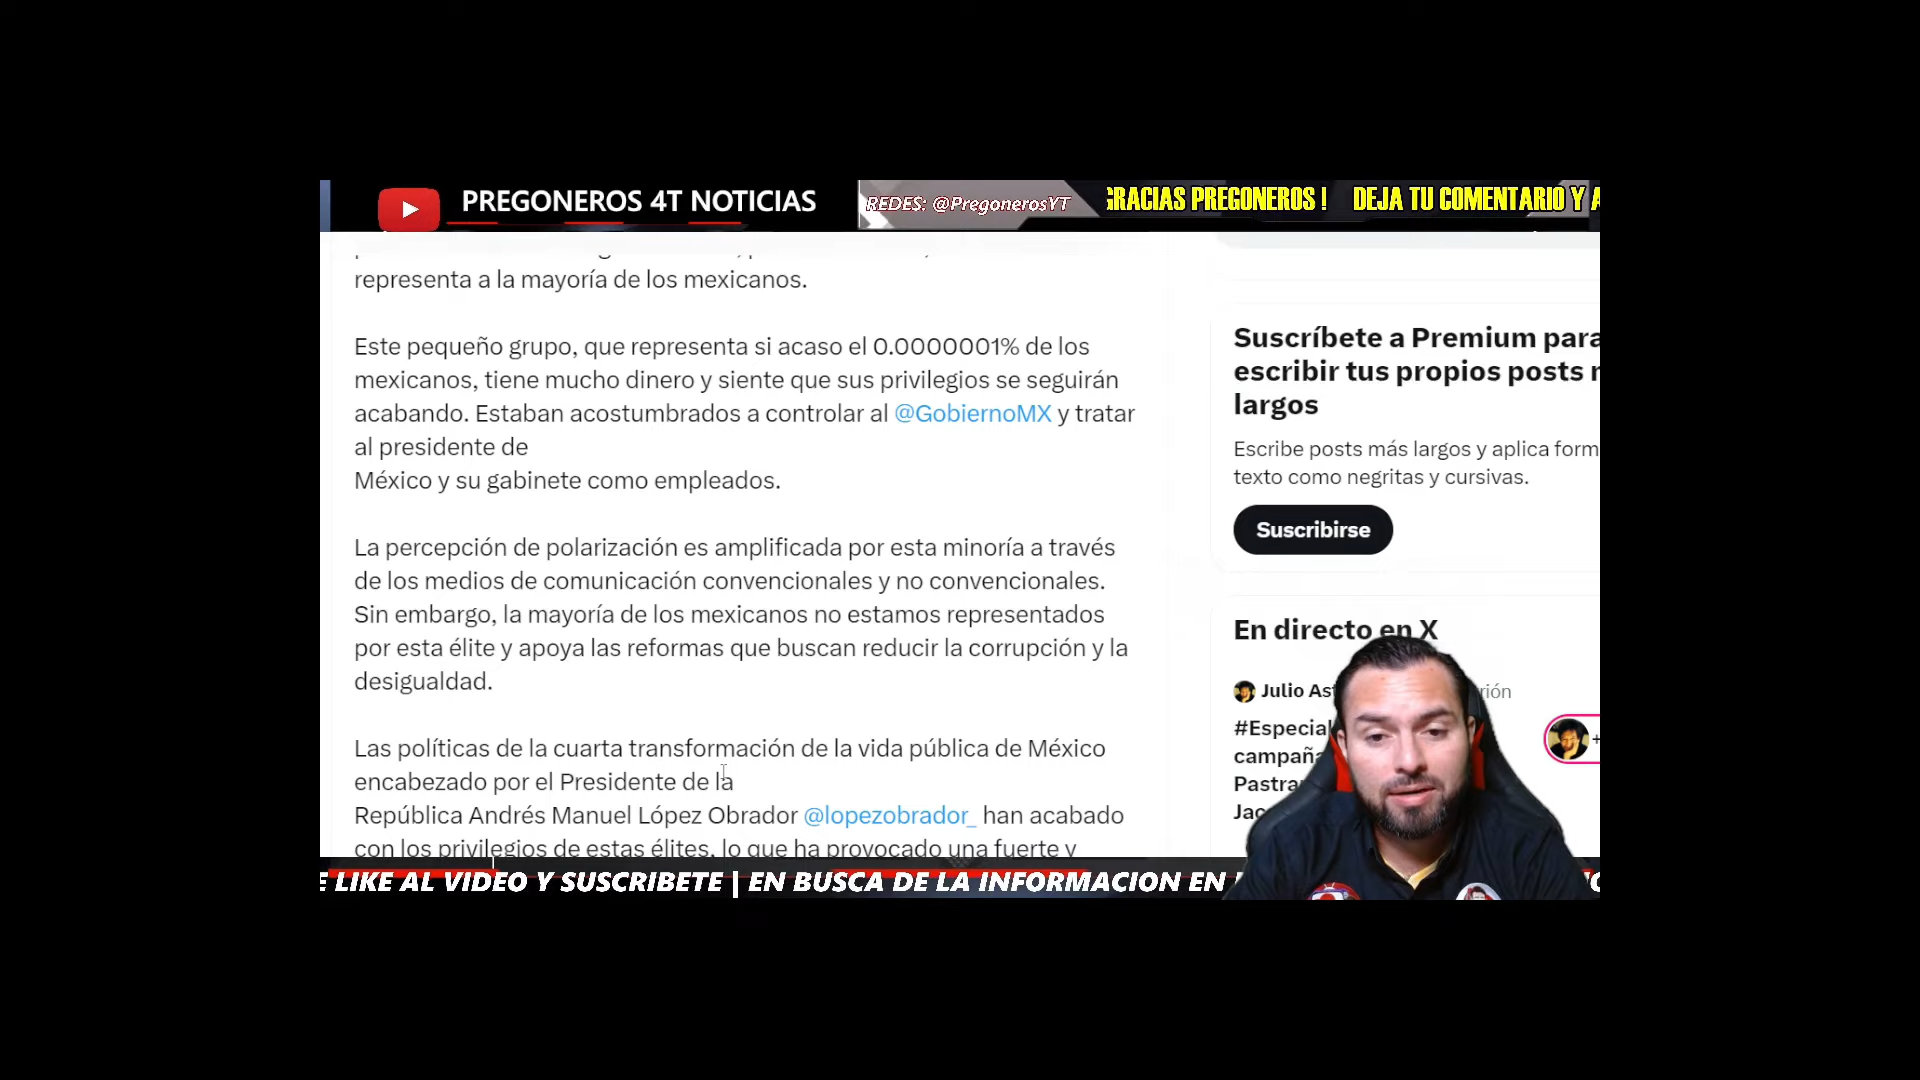 PREGONEROS 4T NOTICIAS
REDES: @PregonerosYT
GRACIAS PREGONEROS ! DEJA TU COMENTARIO Y
representa a la mayoría de los mexicanos.
Este pequeño grupo, que representa si acaso el 0.0000001% de los
mexicanos, tiene mucho dinero y siente que sus privilegios se seguirán
acabando. Estaban acostumbrados a controlar al @GobiernoMX y tratar
al presidente de
México y su gabinete como empleados.
La percepción de polarización es amplificada por esta minoría a través
de los medios de comunicación convencionales y no convencionales.
Sin embargo, la mayoría de los mexicanos no estamos representados
por esta élite y apoya las reformas que buscan reducir la corrupción y la
desigualdad.
Las políticas de la cuarta transformación de la vida pública de México
encabezado por el Presidente de la
República Andrés Manuel López Obrador @lopezobrador_ han acabado
con los privilegios de estas élites, lo que ha provocado una fuerte y
Suscríbete a Premium para
escribir tus propios posts
largos
Escribe posts más largos y aplica form
texto como negritas y cursivas.
Suscribirse
En directo en X
Julio
#Especial
campaña
LIKE AL VIDEO Y SUSCRIBETE | EN BUSCA DE LA INFORMACION EN